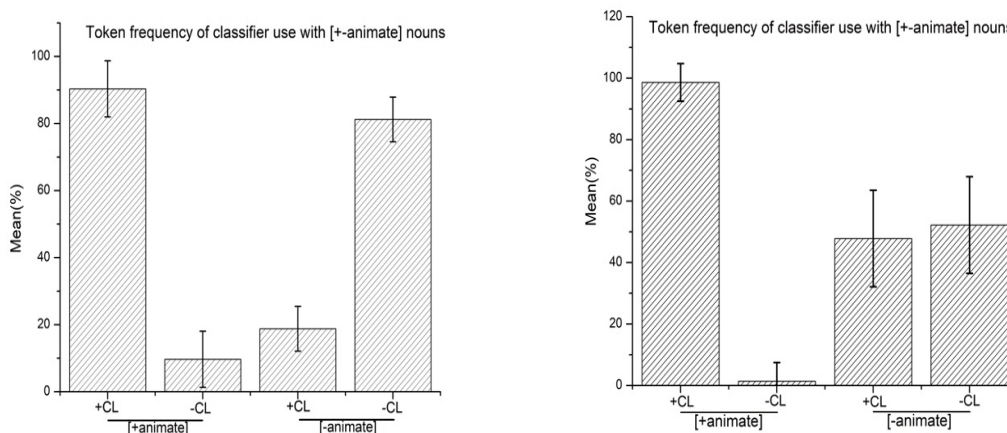 Token frequency of classifier use with [+-animate] nouns
100
80
60
40
20
0
Mean(%)
+CL
-CL
+CL
-CL
[+animate]
[-animate]
Token frequency of classifier use with [+-animate] nouns
120
100
80
60
40
20
0
Mean(%)
+CL
-CL
+CL
-CL
[+animate]
[-animate]